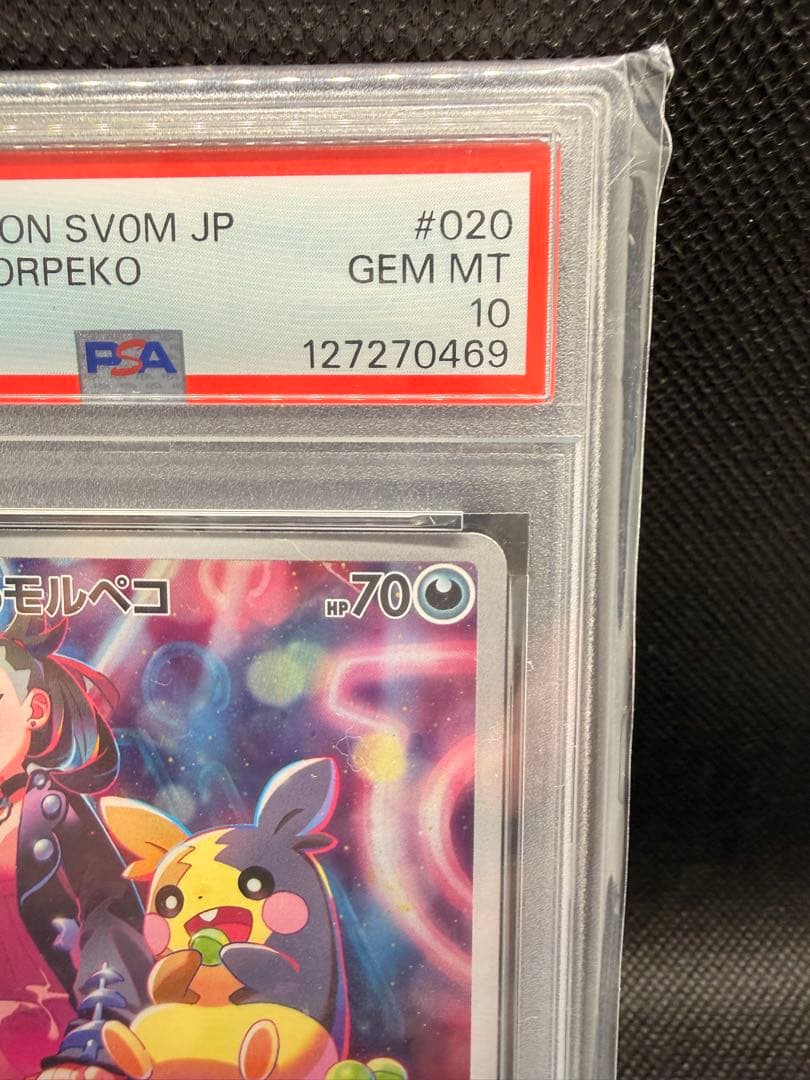 ON SV0M JP #020
ORPEKO GEM MT
10
PSA 127270469
モルペコ HP70